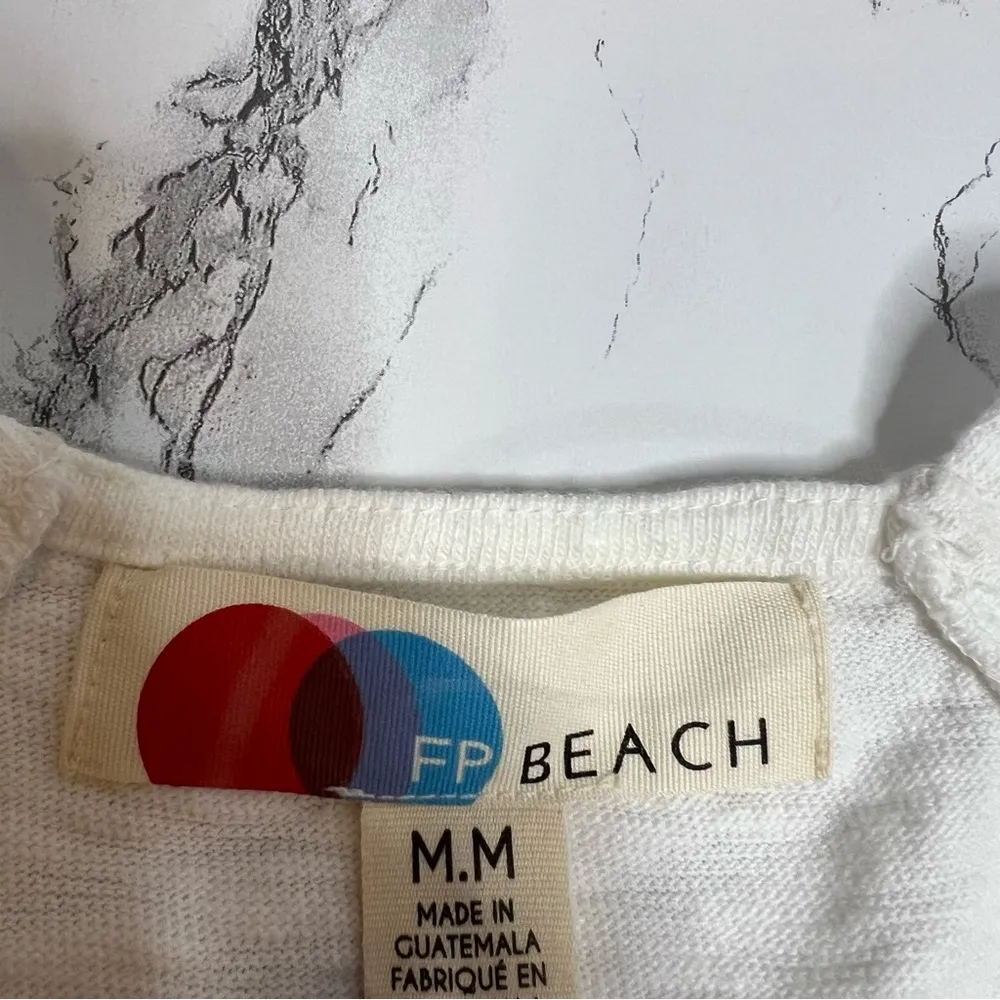 FP BEACH
M.M
MADE IN
GUATEMALA
FABRIQUÉ EN